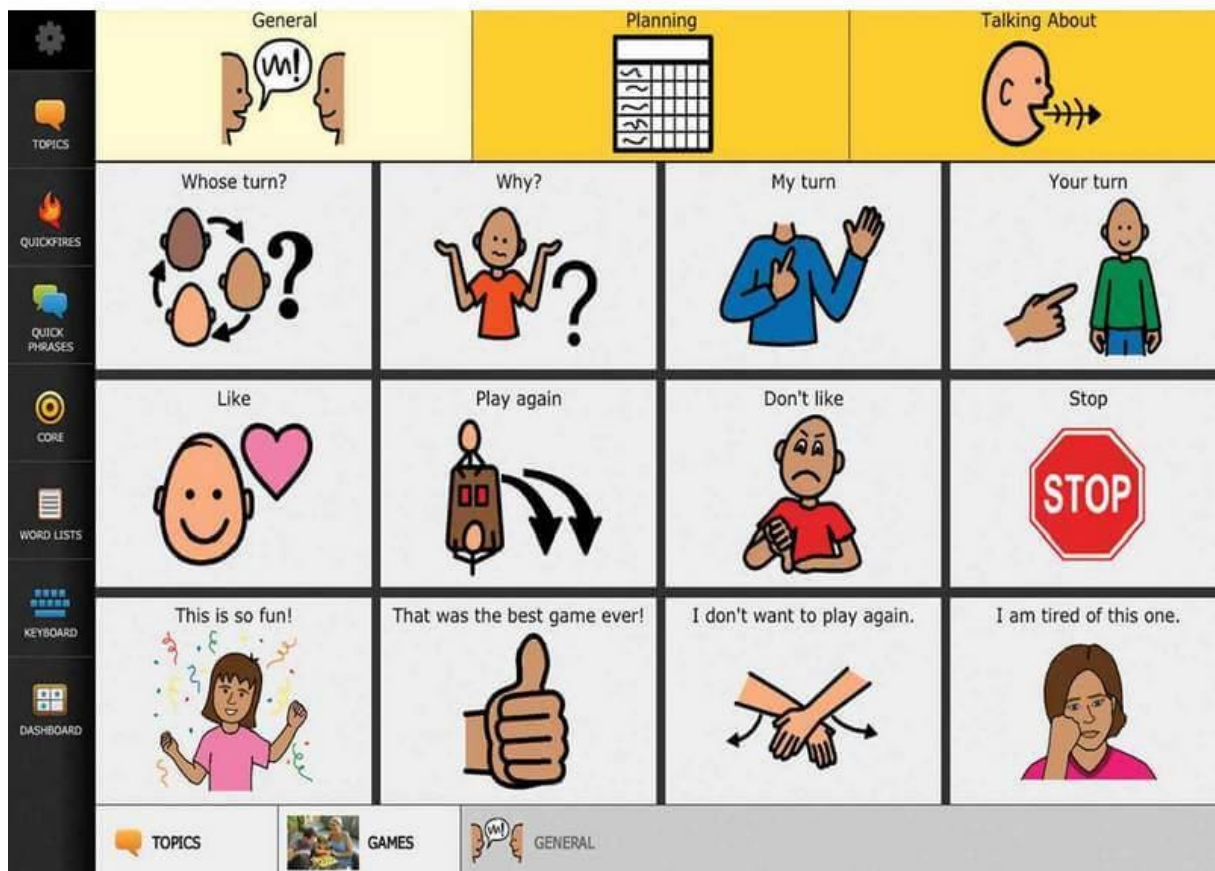 General
Planning
Talking About
TOPICS
QUICKFIRES
QUICK
PHRASES
CORE
WORD LISTS
KEYBOARD
DASHBOARD
Whose turn?
Why?
My turn
Your turn
Like
Play again
Don't like
Stop
STOP
This is so fun!
That was the best game ever!
I don't want to play again.
I am tired of this one.
TOPICS
GAMES
GENERAL